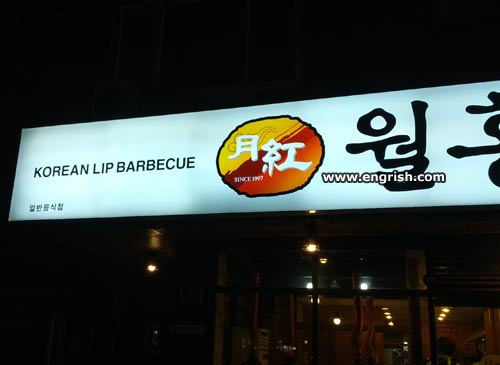 KOREAN LIP BARBECUE
일반음식점
月紅
SINCE 1997
월
www.engrish.com